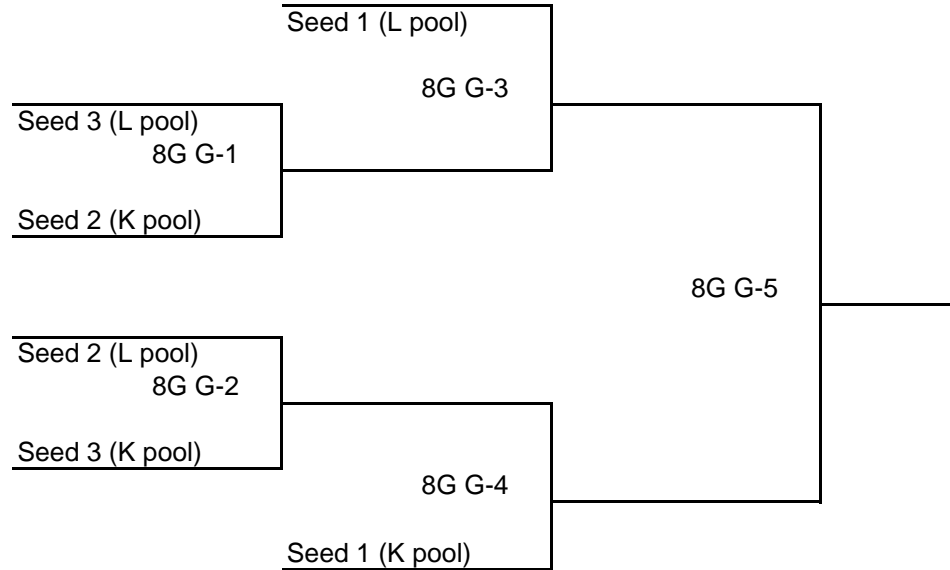 Seed 1 (L pool)
8G G-3
Seed 3 (L pool)
8G G-1
Seed 2 (K pool)
8G G-5
Seed 2 (L pool)
8G G-2
Seed 3 (K pool)
8G G-4
Seed 1 (K pool)